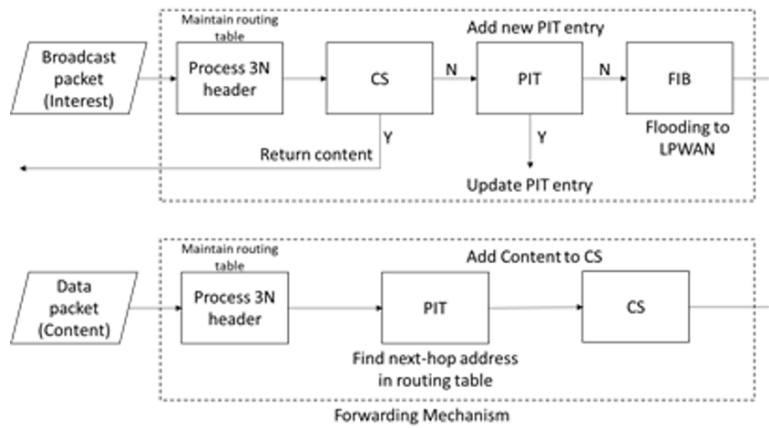 Maintain routing
table
Add new PIT entry
Broadcast
packet
(Interest)
Process 3N
header
CS
N
PIT
N
FIB
Y
Y
Return content
Flooding to
LPWAN
Update PIT entry
Maintain routing
table
Add Content to CS
Data
packet
(Content)
Process 3N
header
PIT
CS
Find next-hop address
in routing table
Forwarding Mechanism